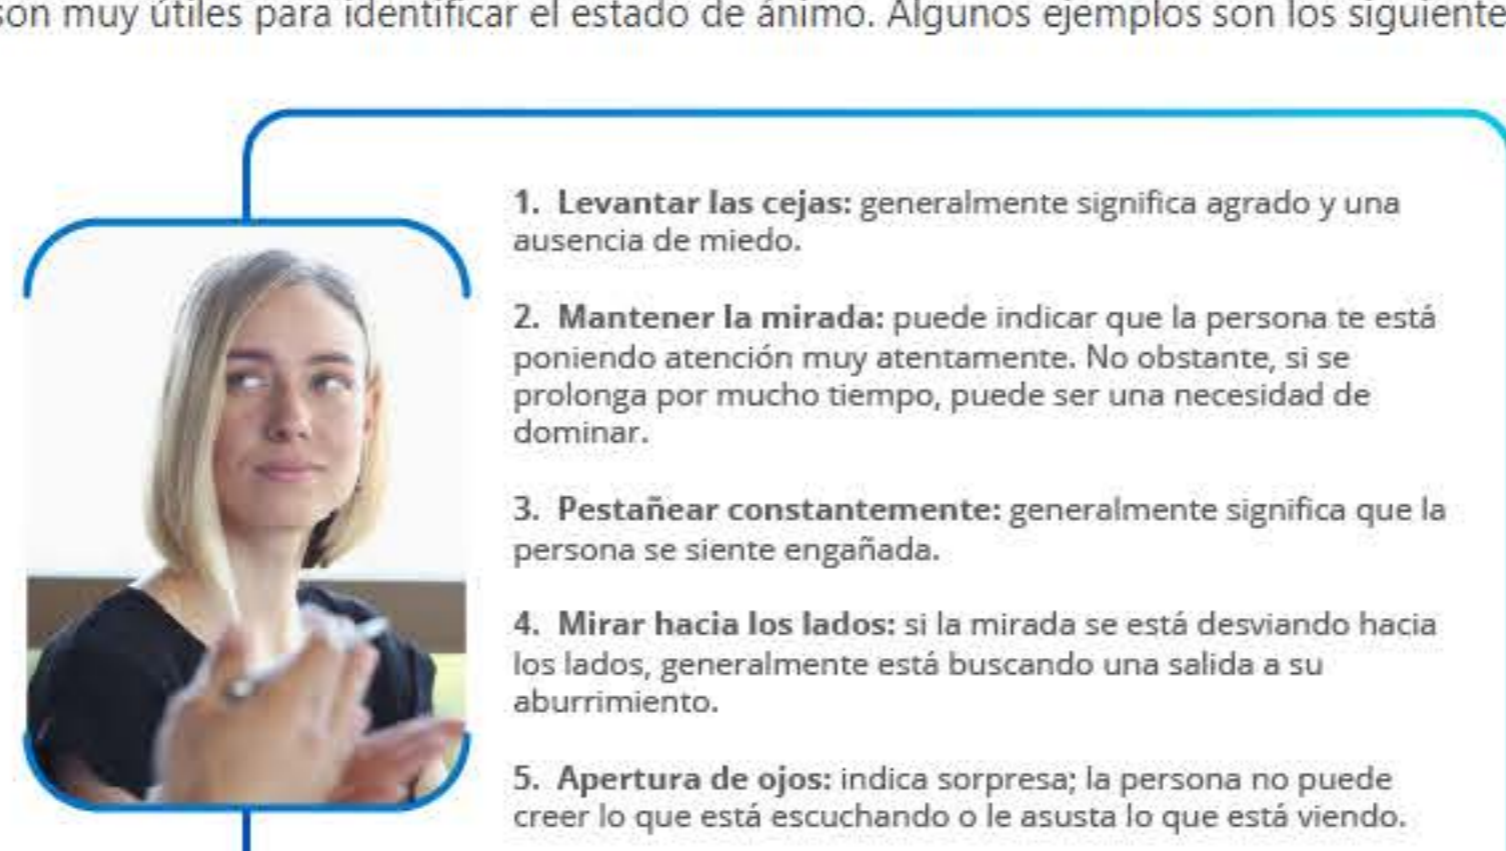 son muy útiles para identificar el estado de ánimo. Algunos ejemplos son los siguiente
1. Levantar las cejas: generalmente significa agrado y una
ausencia de miedo.
2. Mantener la mirada: puede indicar que la persona te está
poniendo atención muy atentamente. No obstante, si se
prolonga por mucho tiempo, puede ser una necesidad de
dominar.
3. Pestañear constantemente: generalmente significa que la
persona se siente engañada.
4. Mirar hacia los lados: si la mirada se está desviando hacia
los lados, generalmente está buscando una salida a su
aburrimiento.
5. Apertura de ojos: indica sorpresa; la persona no puede
creer lo que está escuchando o le asusta lo que está viendo.